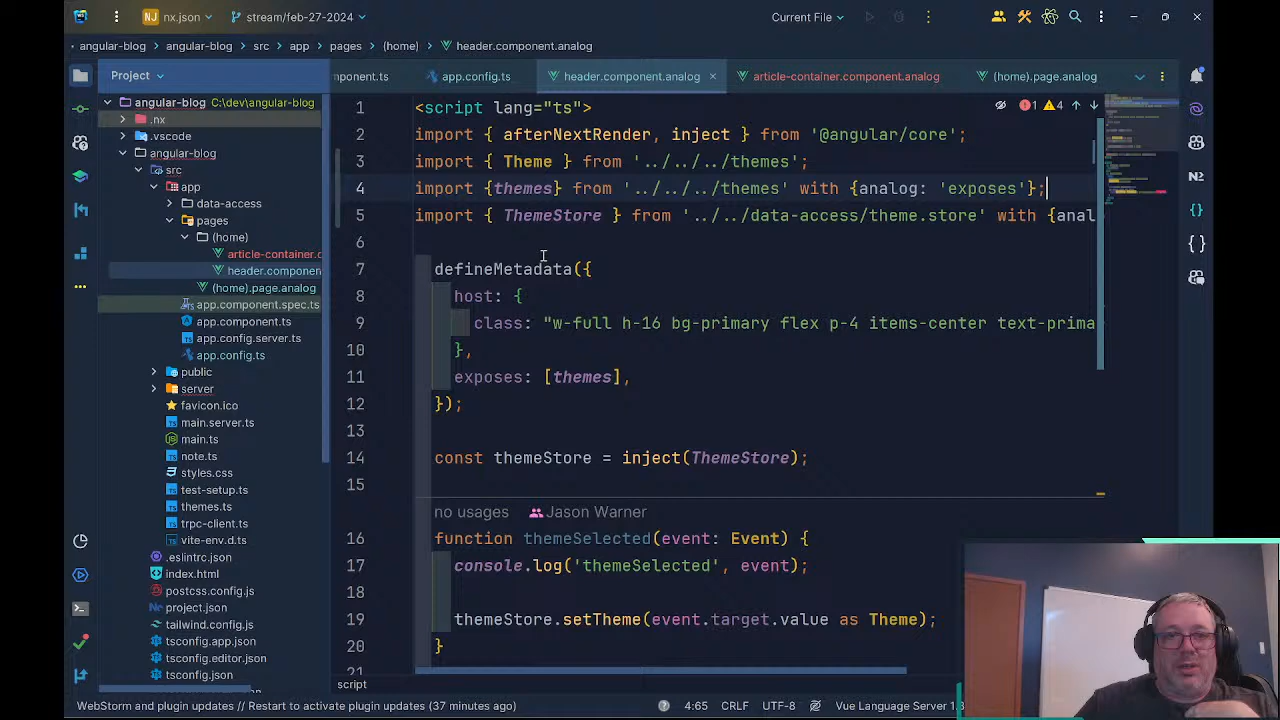 nx.json
stream/feb-27-2024
Current File
angular-blog
angular-blog
src
app
pages
(home)
header.component.analog
Project
ponent.ts
app.config.ts
header.component.analog
article-container.component.analog
(home).page.analog
angular-blog C:\dev\angular-blog
.nx
.vscode
angular-blog
src
app
data-access
pages
(home)
article-container.c
header.componen
(home).page.analog
app.component.spec.ts
app.component.ts
app.config.server.ts
app.config.ts
public
server
favicon.ico
main.server.ts
main.ts
note.ts
styles.css
test-setup.ts
themes.ts
trpc-client.ts
vite-env.d.ts
.eslintrc.json
index.html
postcss.config.js
project.json
tailwind.config.js
tsconfig.app.json
tsconfig.editor.json
tsconfig.json
1 <script lang="ts">
2 import { afterNextRender, inject } from '@angular/core';
3 import { Theme } from '../../../themes';
4 import {themes} from '../../../themes' with {analog: 'exposes'};
5 import { ThemeStore } from '../../data-access/theme.store' with {anal
6
7 defineMetadata({
8 host: {
9 class: "w-full h-16 bg-primary flex p-4 items-center text-prima
10 },
11 exposes: [themes],
12 });
13
14 const themeStore = inject(ThemeStore);
15
no usages Jason Warner
16 function themeSelected(event: Event) {
17 console.log('themeSelected', event);
18
19 themeStore.setTheme(event.target.value as Theme);
20 }
21
1 4
N2
script
WebStorm and plugin updates // Restart to activate plugin updates (37 minutes ago)
4:65 CRLF UTF-8 Vue Language Server 1.8